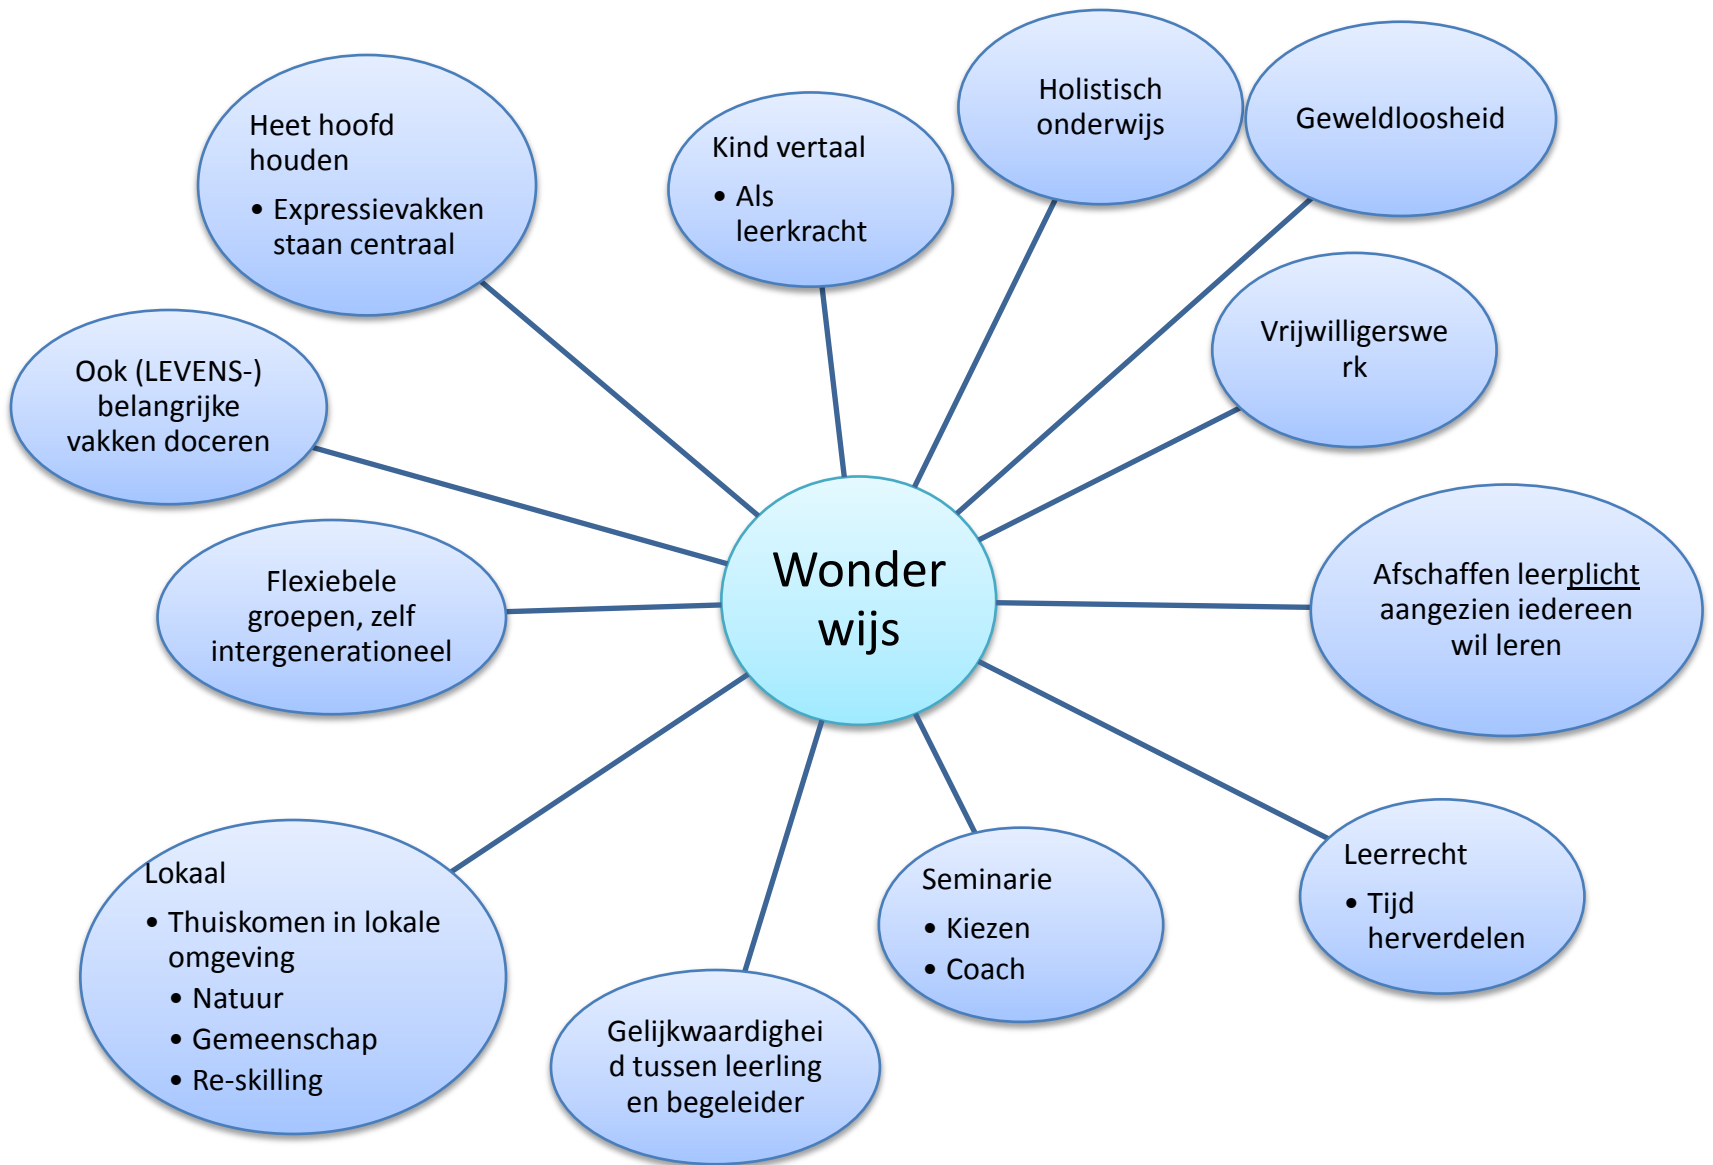 Holistisch
onderwijs
Geweldloosheid
Heet hoofd
houden
• Expressievakken
staan centraal
Kind vertaal
• Als
leerkracht
Vrijwilligerswe
rk
Ook (LEVENS-)
belangrijke
vakken doceren
Wonder
wijs
Flexiebele
groepen, zelf
intergenerationeel
Afschaffen leerplicht
aangezien iedereen
wil leren
Lokaal
• Thuiskomen in lokale
omgeving
• Natuur
• Gemeenschap
• Re-skilling
Gelijkwaardighei
d tussen leerling
en begeleider
Seminarie
• Kiezen
• Coach
Leerrecht
• Tijd
herverdelen